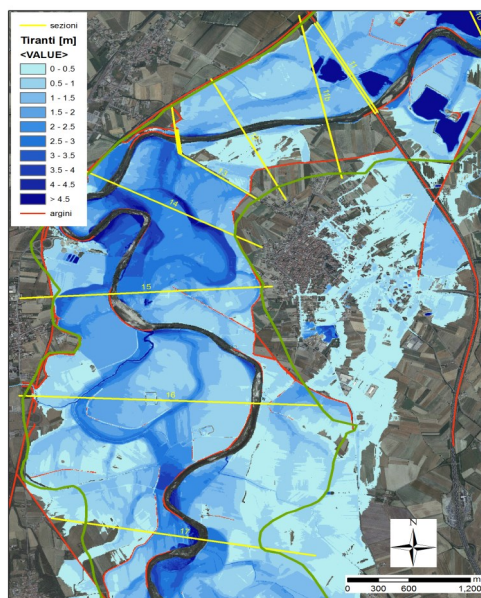 sezioni
Tiranti [m]
<VALUE>
0 - 0.5
0.5 - 1
1 - 1.5
1.5 - 2
2 - 2.5
2.5 - 3
3 - 3.5
3.5 - 4
4 - 4.5
> 4.5
argini
14
15
16
N
m
0 300 600 1,200